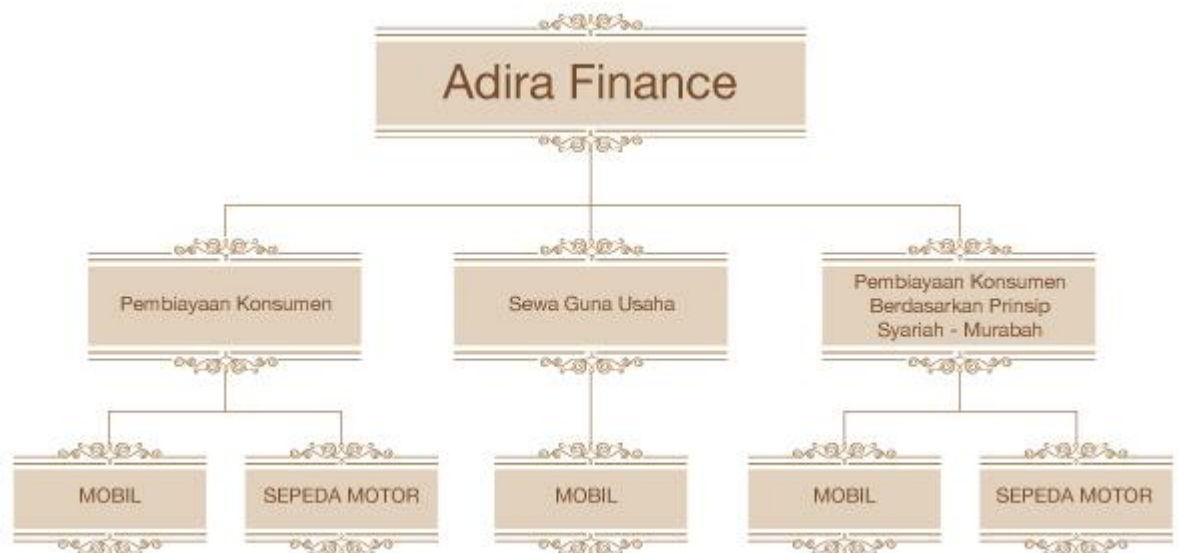 Adira Finance
Pembiayaan Konsumen
Sewa Guna Usaha
Pembiayaan Konsumen
Berdasarkan Prinsip
Syariah - Murabah
MOBIL
SEPEDA MOTOR
MOBIL
MOBIL
SEPEDA MOTOR